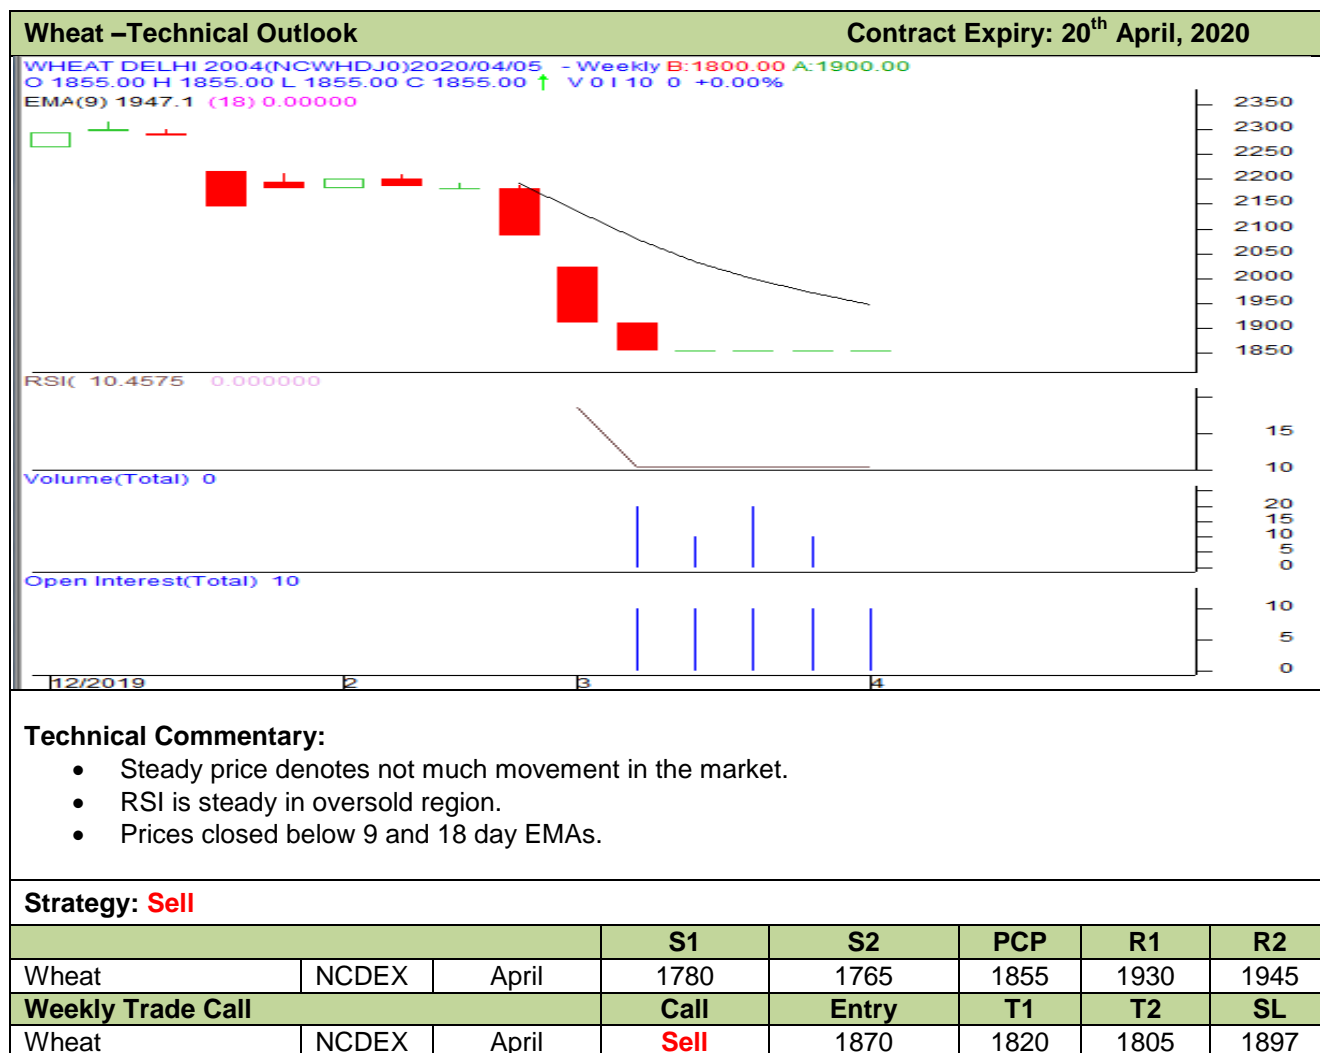 Wheat –Technical Outlook Contract Expiry: 20th April, 2020
WHEAT DELHI 2004(NCWHDJ0)2020/04/05 - Weekly B:1800.00 A:1900.00
O 1855.00 H 1855.00 L 1855.00 C 1855.00 ↑ V 0 I 10 0 +0.00%
EMA(9) 1947.1 (18) 0.00000
2350
2300
2250
2200
2150
2100
2050
2000
1950
1900
1850
RSI( 10.4575 0.000000
15
10
Volume(Total) 0
20
15
10
5
0
Open Interest(Total) 10
10
5
0
12/2019 2 3 4
Technical Commentary:
• Steady price denotes not much movement in the market.
• RSI is steady in oversold region.
• Prices closed below 9 and 18 day EMAs.
Strategy: Sell
S1 S2 PCP R1 R2
Wheat NCDEX April 1780 1765 1855 1930 1945
Weekly Trade Call Call Entry T1 T2 SL
Wheat NCDEX April Sell 1870 1820 1805 1897